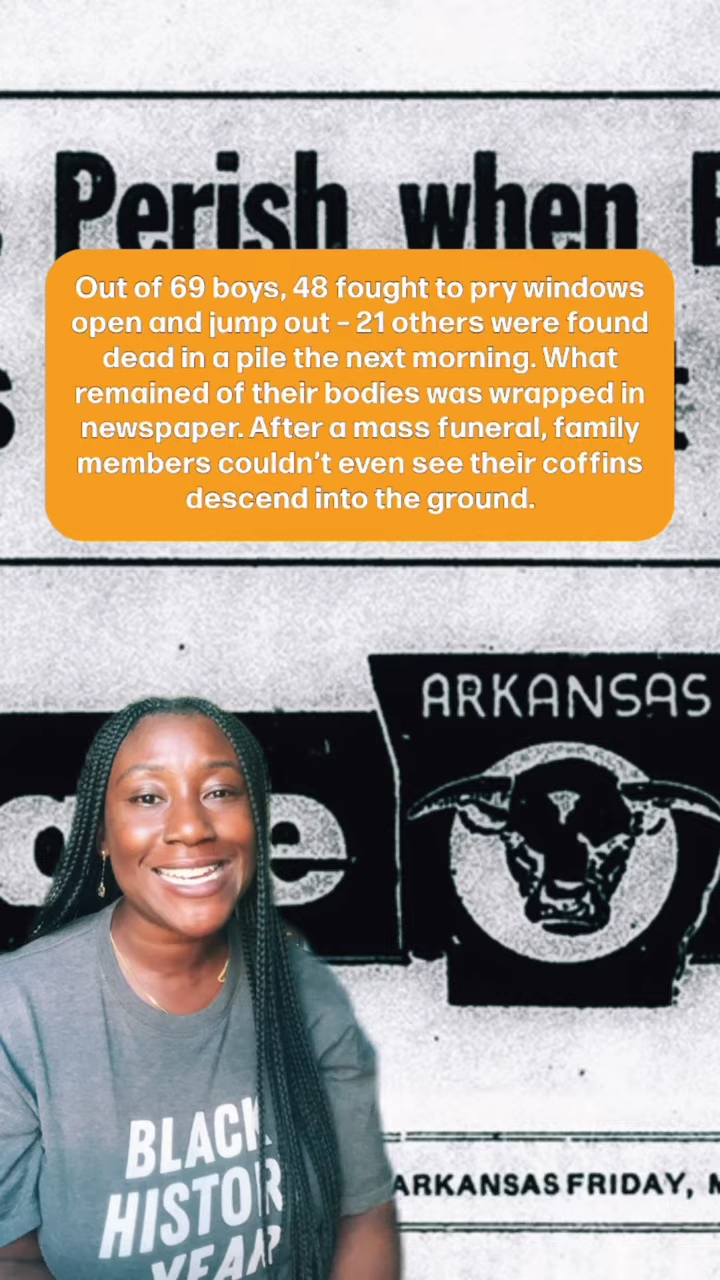 Perish when
Out of 69 boys, 48 fought to pry windows
open and jump out – 21 others were found
dead in a pile the next morning. What
remained of their bodies was wrapped in
newspaper. After a mass funeral, family
members couldn't even see their coffins
descend into the ground.
ARKANSAS
ARKANSAS FRIDAY,
BLACK
HISTORY
YEAR